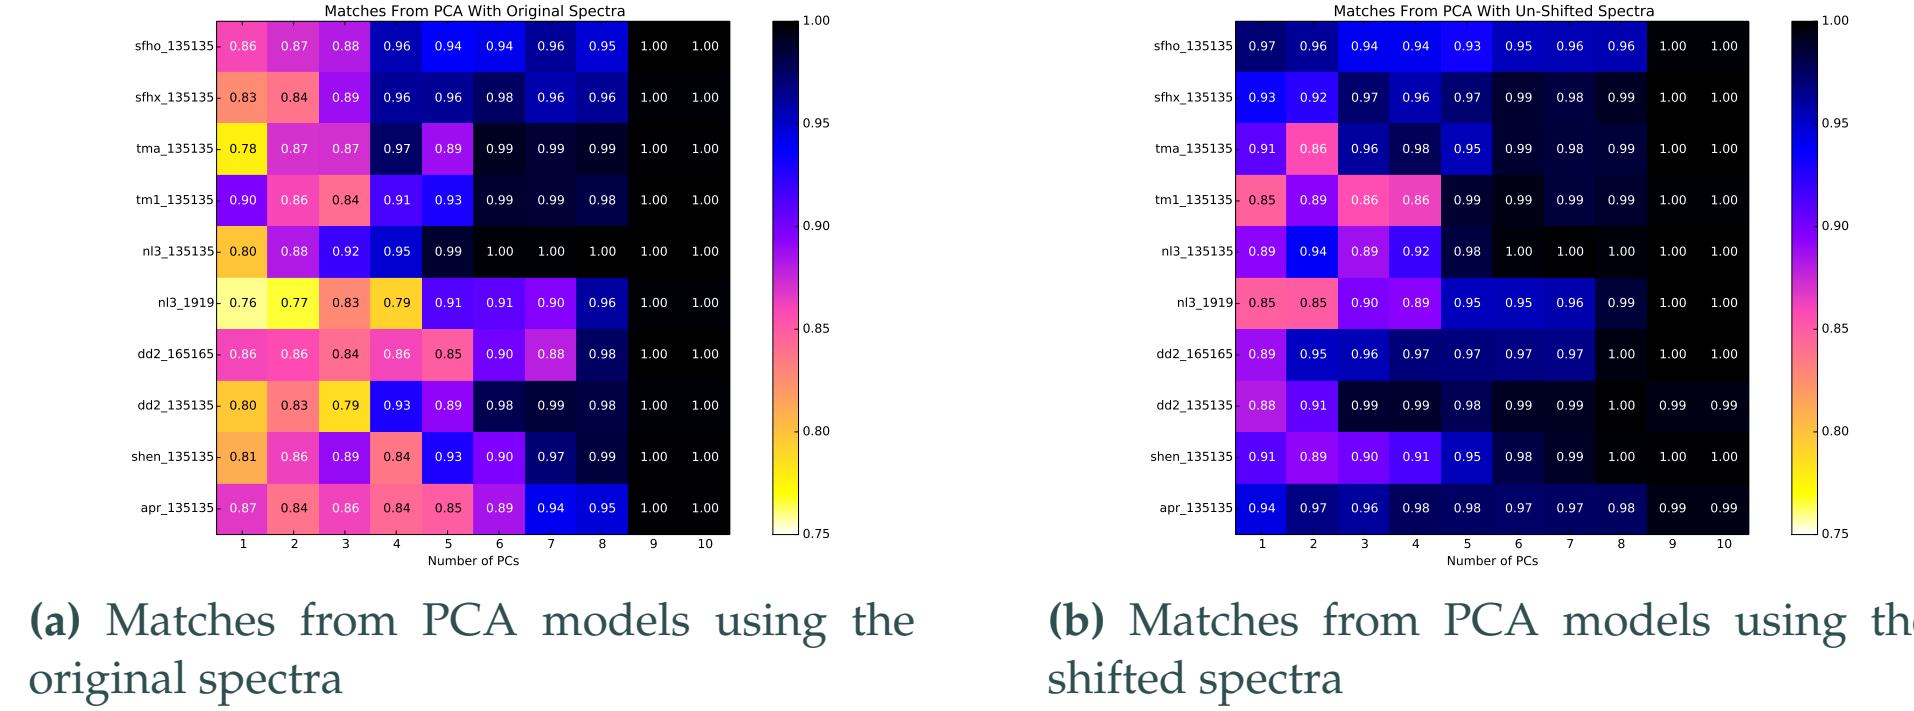 Matches From PCA With Original Spectra
sfho_135135 0.86 0.87 0.88 0.96 0.94 0.94 0.96 0.95 1.00 1.00
sfhx_135135 0.83 0.84 0.89 0.96 0.96 0.98 0.96 0.96 1.00 1.00
tma_135135 0.78 0.87 0.87 0.97 0.89 0.99 0.99 0.99 1.00 1.00
tm1_135135 0.90 0.86 0.84 0.91 0.93 0.99 0.99 0.98 1.00 1.00
nl3_135135 0.80 0.88 0.92 0.95 0.99 1.00 1.00 1.00 1.00 1.00
nl3_1919 0.76 0.77 0.83 0.79 0.91 0.91 0.90 0.96 1.00 1.00
dd2_165165 0.86 0.86 0.84 0.86 0.85 0.90 0.88 0.98 1.00 1.00
dd2_135135 0.80 0.83 0.79 0.93 0.89 0.98 0.99 0.98 1.00 1.00
shen_135135 0.81 0.86 0.89 0.84 0.93 0.90 0.97 0.99 1.00 1.00
apr_135135 0.87 0.84 0.86 0.84 0.85 0.89 0.94 0.95 1.00 1.00
1 2 3 4 5 6 7 8 9 10
Number of PCs
1.00
0.95
0.90
0.85
0.80
0.75
(a) Matches from PCA models using the
original spectra
Matches From PCA With Un-Shifted Spectra
sfho_135135 0.97 0.96 0.94 0.94 0.93 0.95 0.96 0.96 1.00 1.00
sfhx_135135 0.93 0.92 0.97 0.96 0.97 0.99 0.98 0.99 1.00 1.00
tma_135135 0.91 0.86 0.96 0.98 0.95 0.99 0.98 0.99 1.00 1.00
tm1_135135 0.85 0.89 0.86 0.86 0.99 0.99 0.99 0.99 1.00 1.00
nl3_135135 0.89 0.94 0.89 0.92 0.98 1.00 1.00 1.00 1.00 1.00
nl3_1919 0.85 0.85 0.90 0.89 0.95 0.95 0.96 0.99 1.00 1.00
dd2_165165 0.89 0.95 0.96 0.97 0.97 0.97 0.97 1.00 1.00 1.00
dd2_135135 0.88 0.91 0.99 0.99 0.98 0.99 0.99 1.00 0.99 0.99
shen_135135 0.91 0.89 0.90 0.91 0.95 0.98 0.99 1.00 1.00 1.00
apr_135135 0.94 0.97 0.96 0.98 0.98 0.97 0.97 0.98 0.99 0.99
1 2 3 4 5 6 7 8 9 10
Number of PCs
1.00
0.95
0.90
0.85
0.80
0.75
(b) Matches from PCA models using
shifted spectra